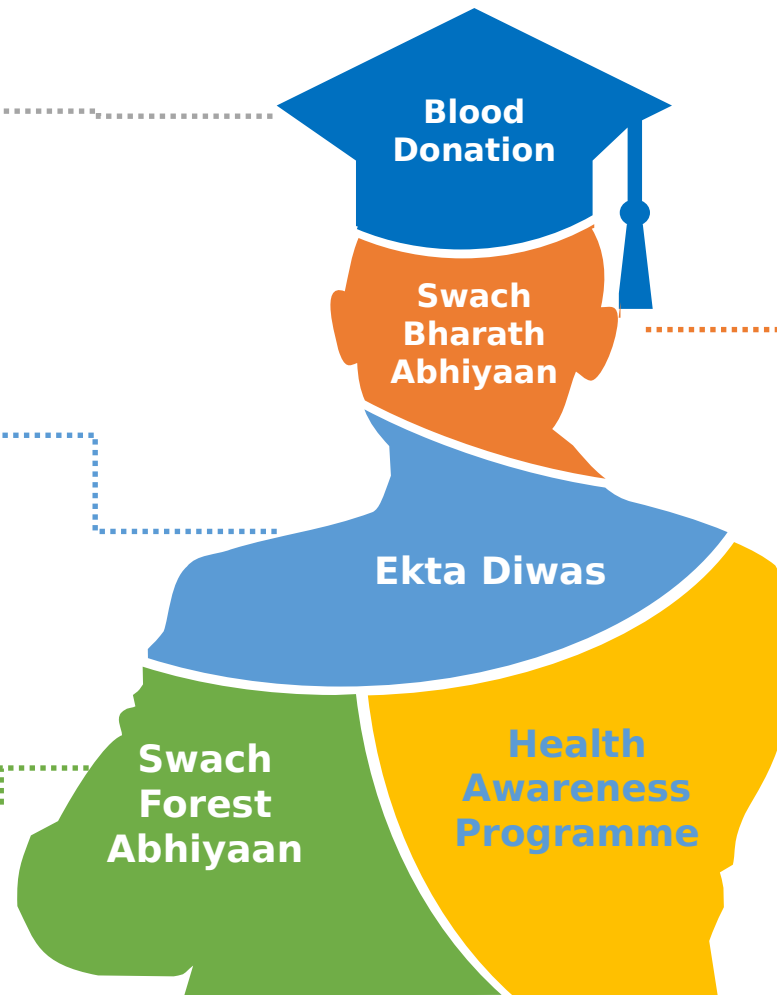 Blood
Donation
Swach
Bharath
Abhiyaan
Ekta Diwas
Swach
Forest
Abhiyaan
Health
Awareness
Programme